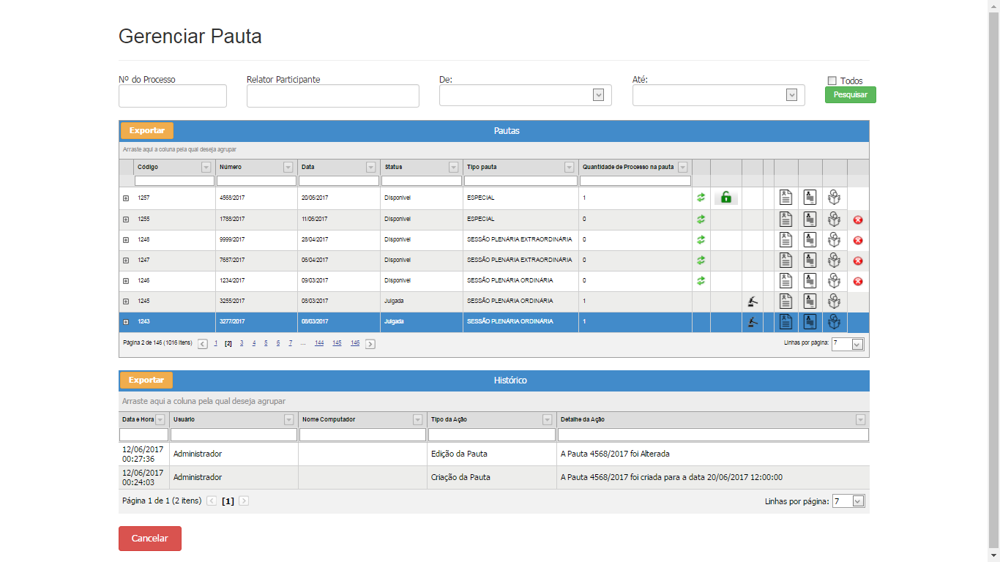 Gerenciar Pauta
Nº do Processo Relator Participante De: Até: Todos
Pesquisar
Exportar Pautas
Arraste aqui a coluna pela qual deseja agrupar
Código Número Data Status Tipo pauta Quantidade de Processo na pauta
1257 4568/2017 20/06/2017 Disponivel ESPECIAL 1
1255 1788/2017 11/06/2017 Disponivel ESPECIAL 0
1248 9999/2017 28/04/2017 Disponivel SESSÃO PLENÁRIA EXTRAORDINÁRIA 0
1247 7687/2017 06/04/2017 Disponivel SESSÃO PLENÁRIA EXTRAORDINÁRIA 0
1246 1234/2017 09/03/2017 Disponivel SESSÃO PLENÁRIA ORDINÁRIA 0
1245 3255/2017 08/03/2017 Julgada SESSÃO PLENÁRIA ORDINÁRIA 1
1243 3277/2017 08/03/2017 Julgada SESSÃO PLENÁRIA ORDINÁRIA 1
Página 2 de 146 (1016 itens) 1 [2] 3 4 5 6 7 ... 144 145 146 Linhas por página: 7
Exportar Histórico
Arraste aqui a coluna pela qual deseja agrupar
Data e Hora Usuário Nome Computador Tipo da Ação Detalhe da Ação
12/06/2017 00:27:36 Administrador Edição da Pauta A Pauta 4568/2017 foi Alterada
12/06/2017 00:24:03 Administrador Criação da Pauta A Pauta 4568/2017 foi criada para a data 20/06/2017 12:00:00
Página 1 de 1 (2 itens) [1] Linhas por página: 7
Cancelar